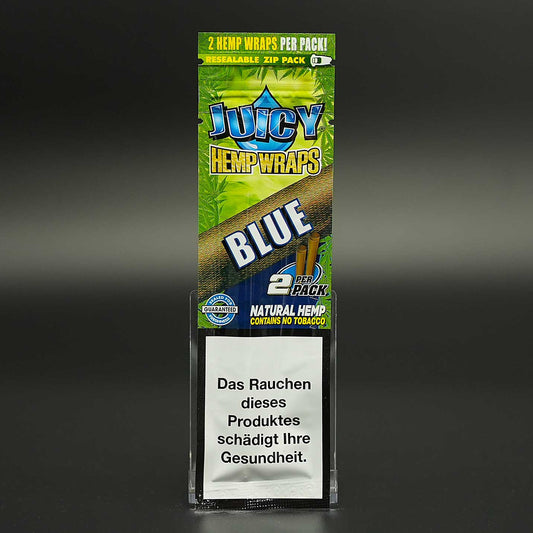 2 HEMP WRAPS PER PACK!
RESEALABLE ZIP PACK
JUICY
HEMP WRAPS
BLUE
2 PER PACK
GUARANTEED
NATURAL HEMP
CONTAINS NO TOBACCO
Das Rauchen
dieses
Produktes
schädigt Ihre
Gesundheit.